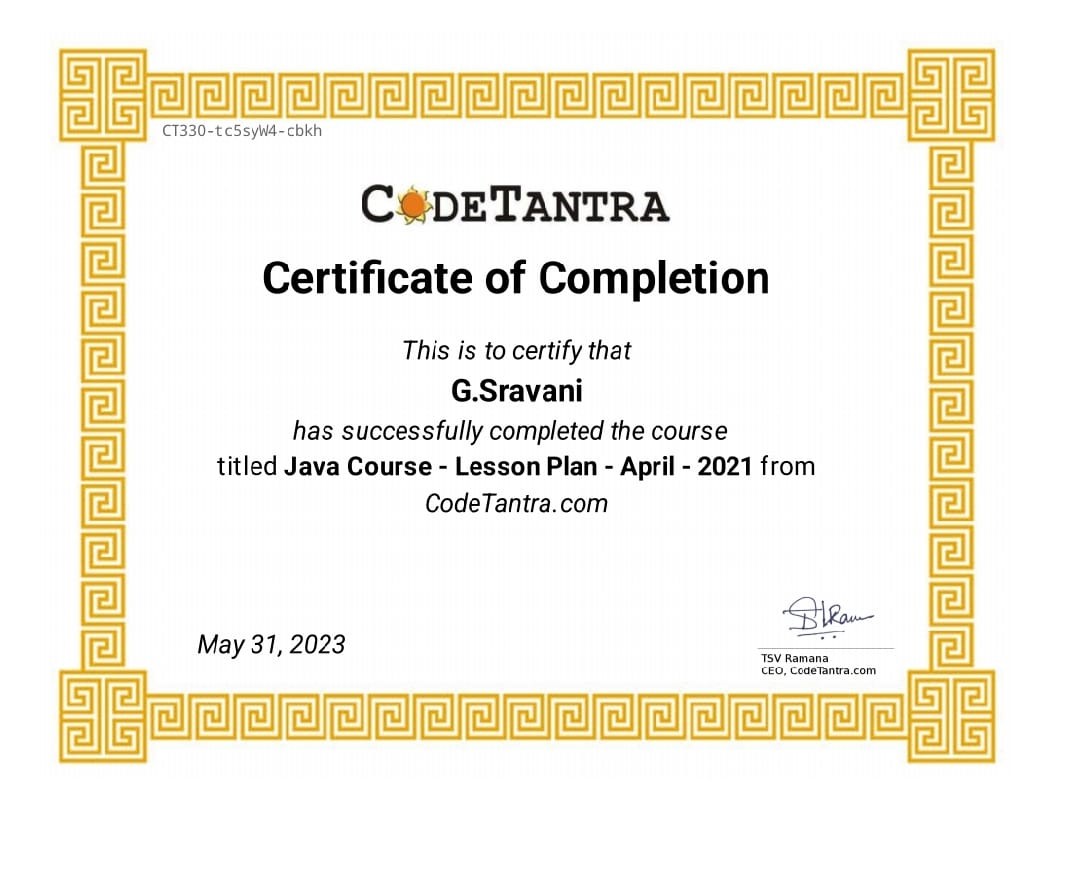 CT330-tc5syW4-cbkh
CODETANTRA
Certificate of Completion
This is to certify that
G.Sravani
has successfully completed the course
titled Java Course - Lesson Plan - April - 2021 from
CodeTantra.com
May 31, 2023
TSV Ramana
CEO, CodeTantra.com